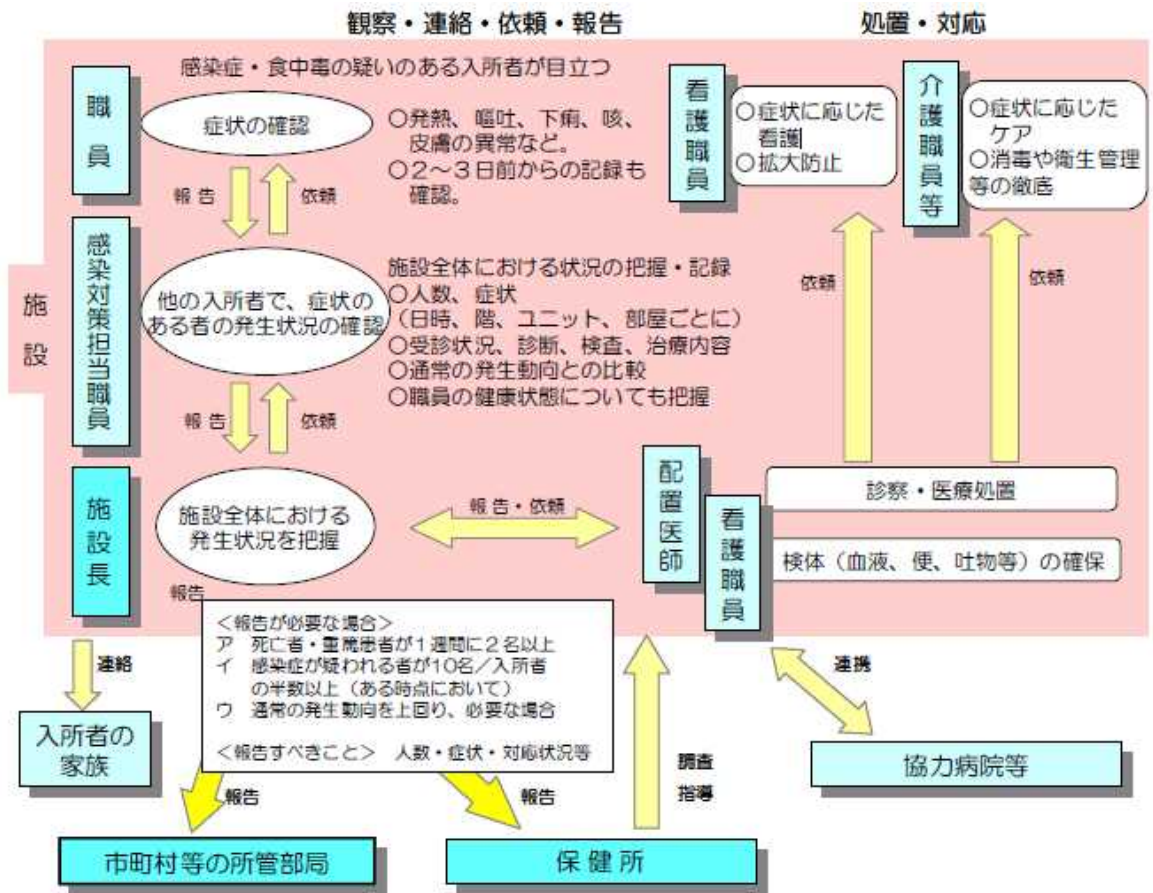 観察・連絡・依頼・報告
処置・対応
施設
職員
感染症・食中毒の疑いのある入所者が目立つ
症状の確認
○発熱、嘔吐、下痢、咳、
皮膚の異常など。
○2~3日前からの記録も
確認。
報告
依頼
感染対策担当職員
他の入所者で、症状の
ある者の発生状況の確認
施設全体における状況の把握・記録
○人数、症状
(日時、階、ユニット、部屋ごとに)
○受診状況、診断、検査、治療内容
○通常の発生動向との比較
○職員の健康状態についても把握
報告
依頼
施設長
施設全体における
発生状況を把握
報告・依頼
看護職員
○症状に応じた
看護
○拡大防止
介護職員等
○症状に応じた
ケア
○消毒や衛生管理
等の徹底
依頼
依頼
配置医師
看護職員
診察・医療処置
検体(血液、便、吐物等)の確保
報告
<報告が必要な場合>
ア 死亡者・重篤患者が1週間に2名以上
イ 感染症が疑われる者が10名/入所者
の半数以上(ある時点において)
ウ 通常の発生動向を上回り、必要な場合
<報告すべきこと> 人数・症状・対応状況等
連絡
入所者の
家族
報告
市町村等の所管部局
報告
保健所
調査
指導
連携
協力病院等